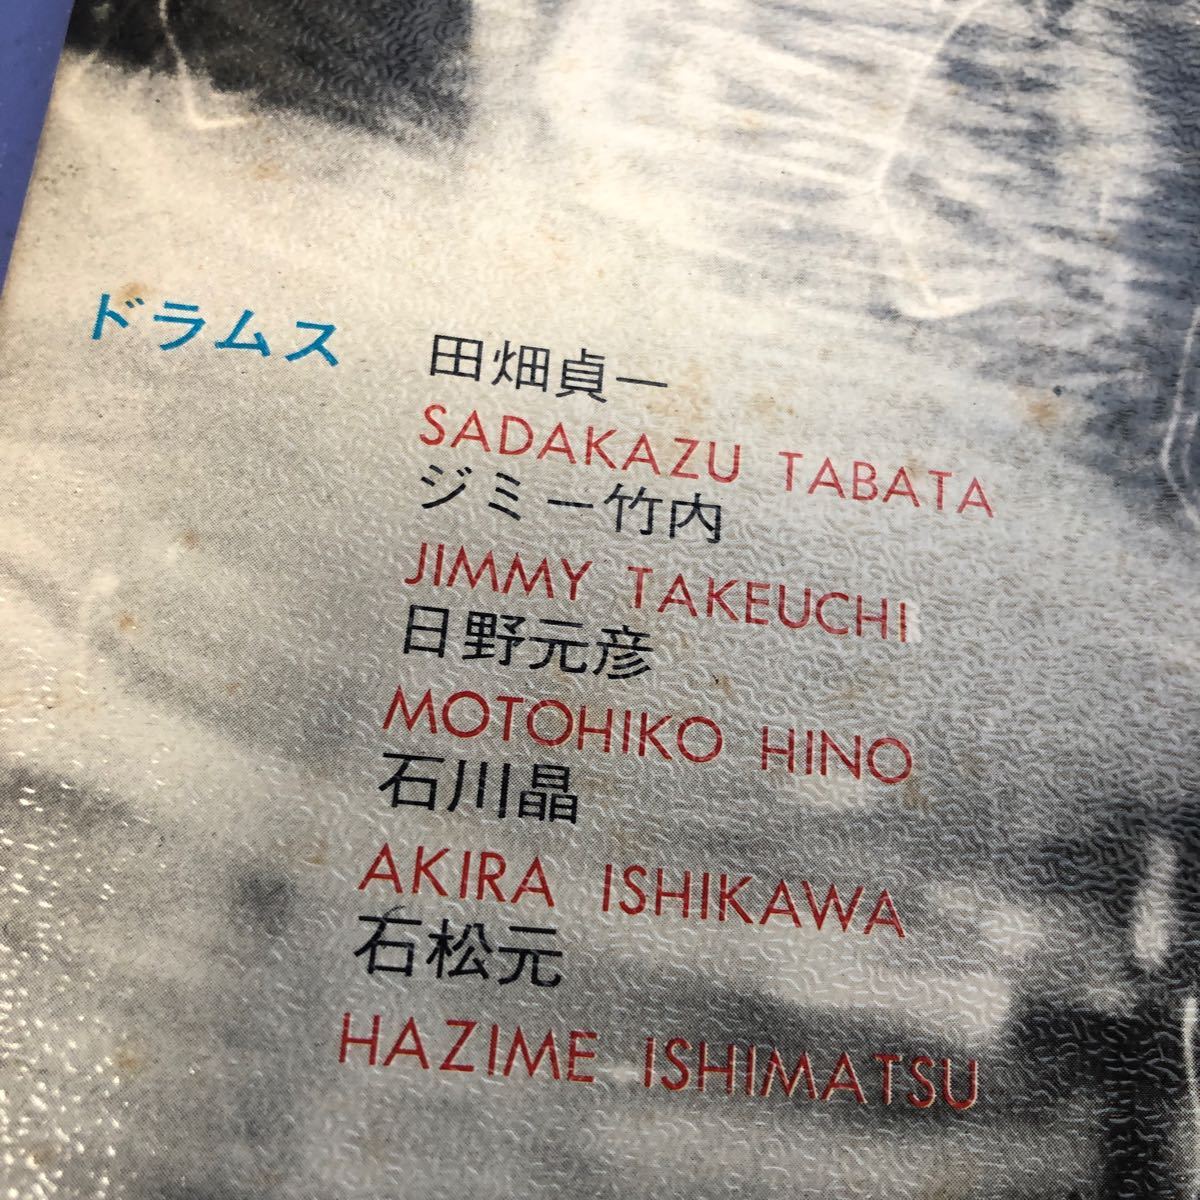 ドラムス 田畑貞一
SADAKAZU TABATA
ジミー竹内
JIMMY TAKEUCHI
日野元彦
MOTOHIKO HINO
石川晶
AKIRA ISHIKAWA
石松元
HAZIME ISHIMATSU